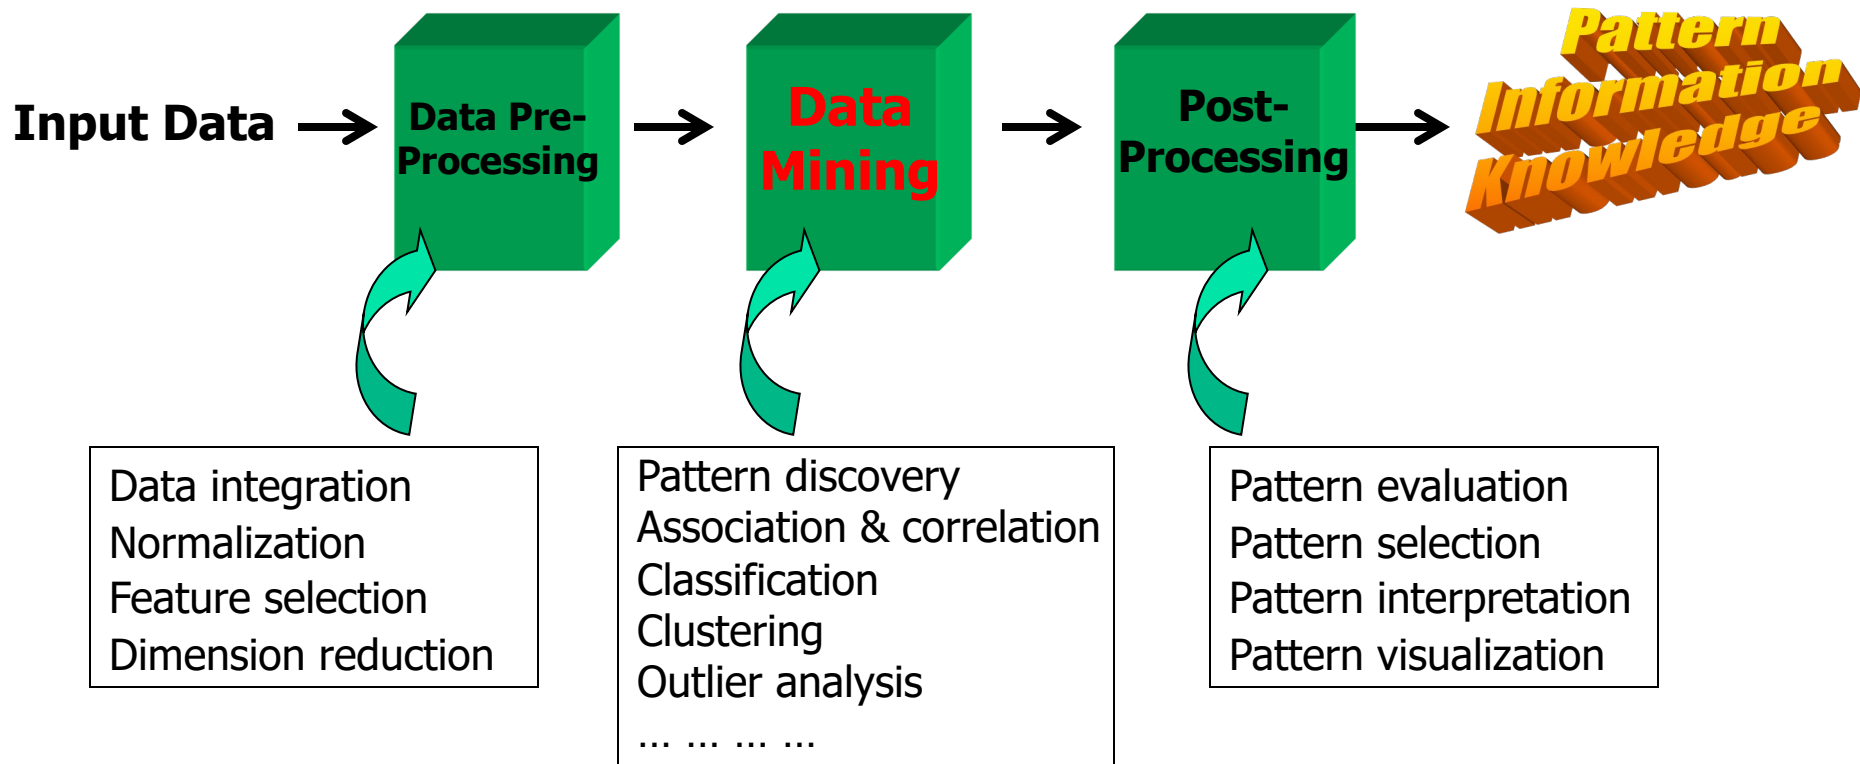 Input Data
Data Pre-
Processing
Data
Mining
Post-
Processing
Pattern
Information
Knowledge
Data integration
Normalization
Feature selection
Dimension reduction
Pattern discovery
Association & correlation
Classification
Clustering
Outlier analysis
… … … …
Pattern evaluation
Pattern selection
Pattern interpretation
Pattern visualization